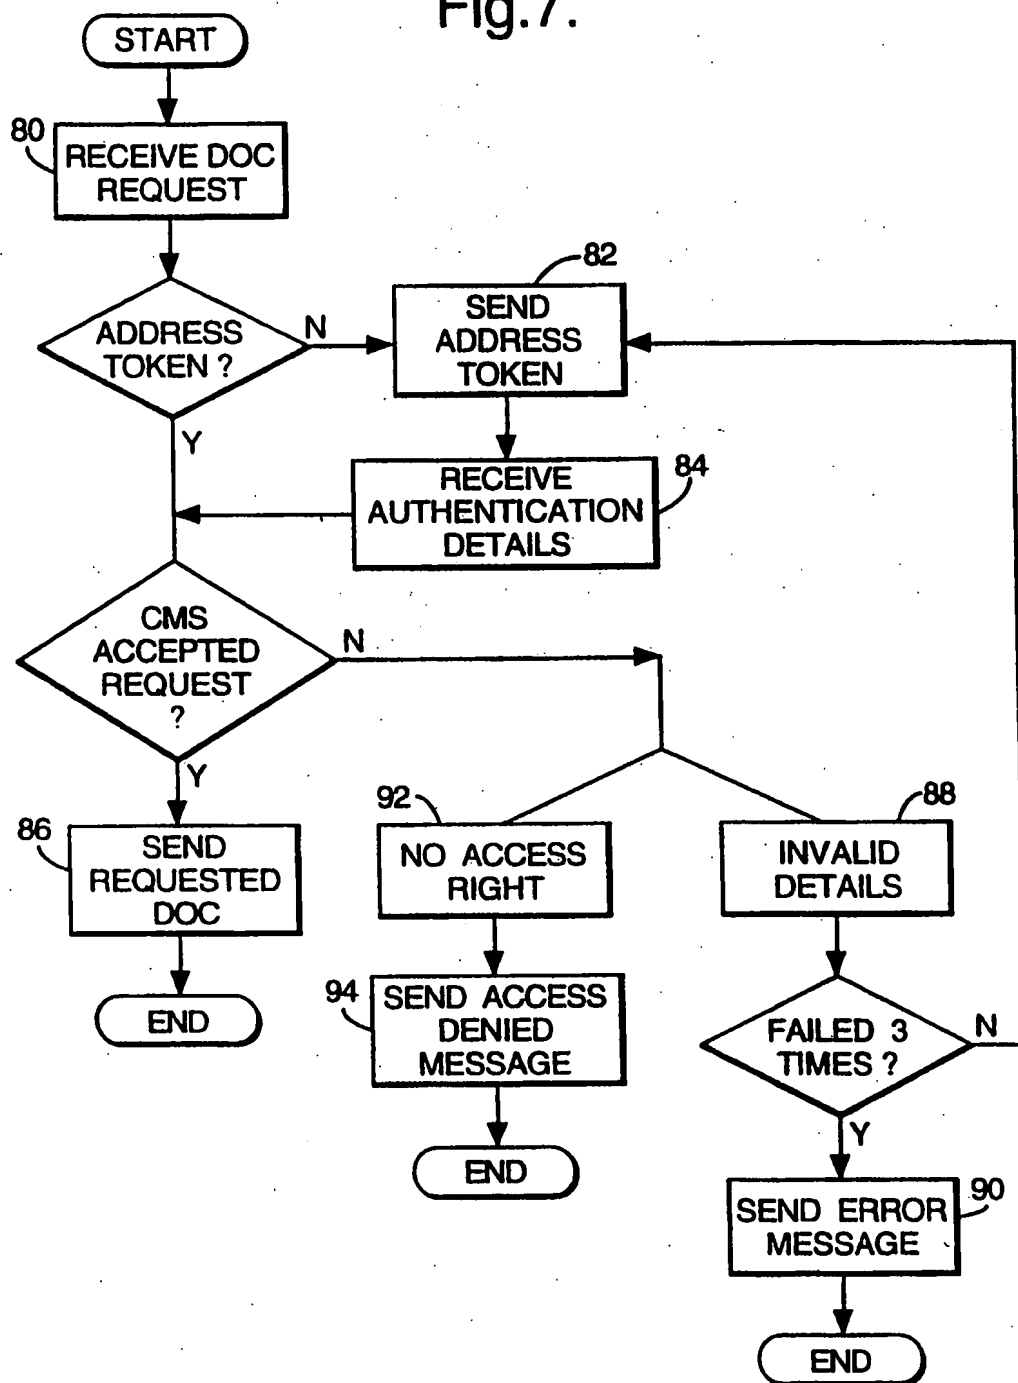 Fig.7.
START
80
RECEIVE DOC
REQUEST
82
SEND
ADDRESS
TOKEN
ADDRESS
TOKEN ?
N
Y
84
RECEIVE
AUTHENTICATION
DETAILS
CMS
ACCEPTED
REQUEST
?
N
Y
86
SEND
REQUESTED
DOC
END
92
NO ACCESS
RIGHT
94
SEND ACCESS
DENIED
MESSAGE
END
88
INVALID
DETAILS
FAILED 3
TIMES ?
N
Y
90
SEND ERROR
MESSAGE
END